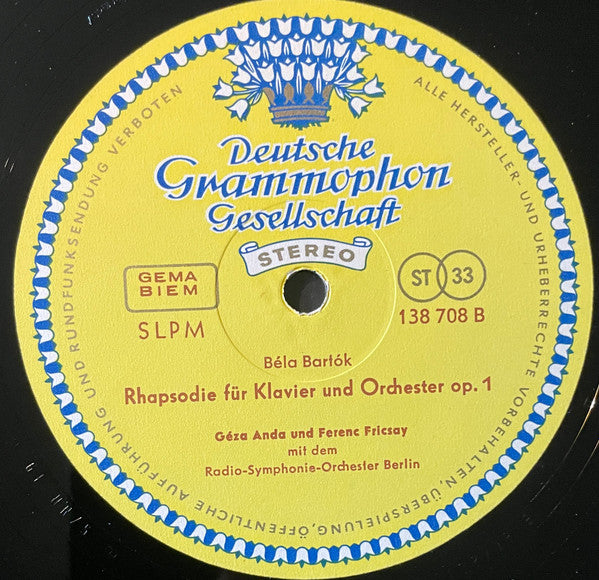 Deutsche
Grammophon
Gesellschaft
STEREO
GEMA
BIEM
SLPM
ST 33
138 708 B
Béla Bartók
Rhapsodie für Klavier und Orchester op. 1
Géza Anda und Ferenc Fricsay
mit dem
Radio-Symphonie-Orchester Berlin
ALLE HERSTELLER- UND URHEBERRECHTE VORBEHALTEN, ÜBERSPIELUNG, ÖFFENTLICHE AUFFÜHRUNG UND RUNDFUNKSENDUNG VERBOTEN